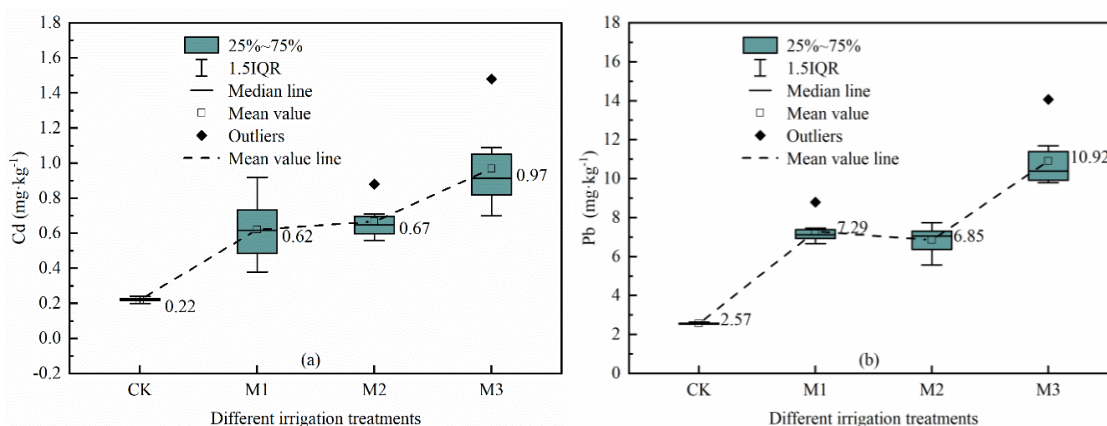 1.8
1.6
1.4
1.2
1.0
0.8
0.6
0.4
0.2
0.0
-0.2
Cd (mg·kg⁻¹)
25%~75%
1.5IQR
Median line
Mean value
Outliers
Mean value line
0.22
0.62
0.67
0.97
(a)
CK M1 M2 M3
Different irrigation treatments
18
16
14
12
10
8
6
4
2
0
Pb (mg·kg⁻¹)
25%~75%
1.5IQR
Median line
Mean value
Outliers
Mean value line
2.57
7.29
6.85
10.92
(b)
CK M1 M2 M3
Different irrigation treatments